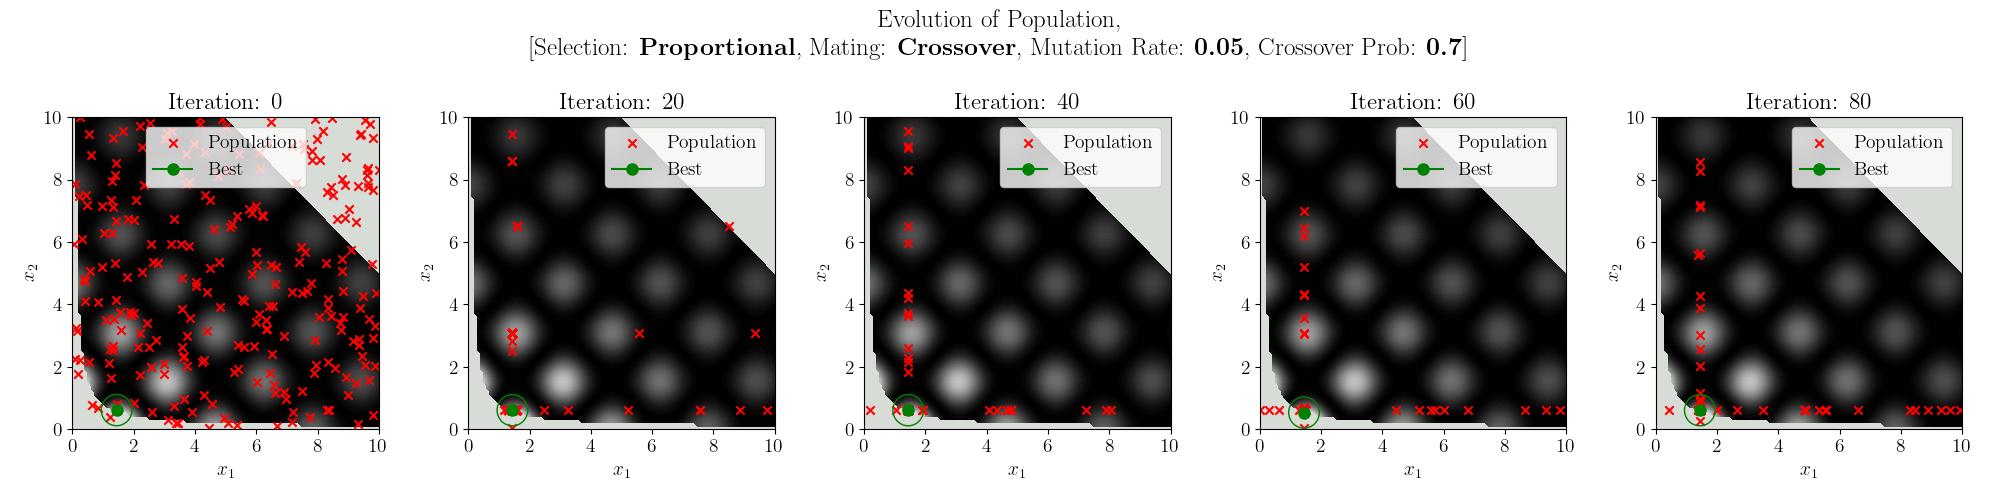 Evolution of Population,
[Selection: Proportional, Mating: Crossover, Mutation Rate: 0.05, Crossover Prob: 0.7]
Iteration: 0
Population
Best
10
8
6
4
2
0
x₂
0 2 4 6 8 10
x₁
Iteration: 20
Population
Best
10
8
6
4
2
0
x₂
0 2 4 6 8 10
x₁
Iteration: 40
Population
Best
10
8
6
4
2
0
x₂
0 2 4 6 8 10
x₁
Iteration: 60
Population
Best
10
8
6
4
2
0
x₂
0 2 4 6 8 10
x₁
Iteration: 80
Population
Best
10
8
6
4
2
0
x₂
0 2 4 6 8 10
x₁